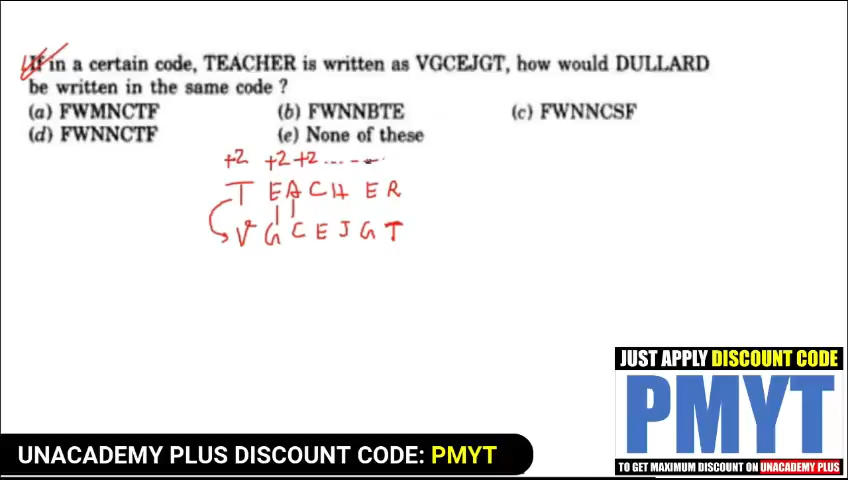 If in a certain code, TEACHER is written as VGCEJGT, how would DULLARD
be written in the same code ?
(a) FWMNCTF (b) FWNNBTE (c) FWNNCSF
(d) FWNNCTF (e) None of these
+2 +2 +2 ... --
T E A C H E R
V G C E J G T
JUST APPLY DISCOUNT CODE
PMYT
TO GET MAXIMUM DISCOUNT ON UNACADEMY PLUS
UNACADEMY PLUS DISCOUNT CODE: PMYT